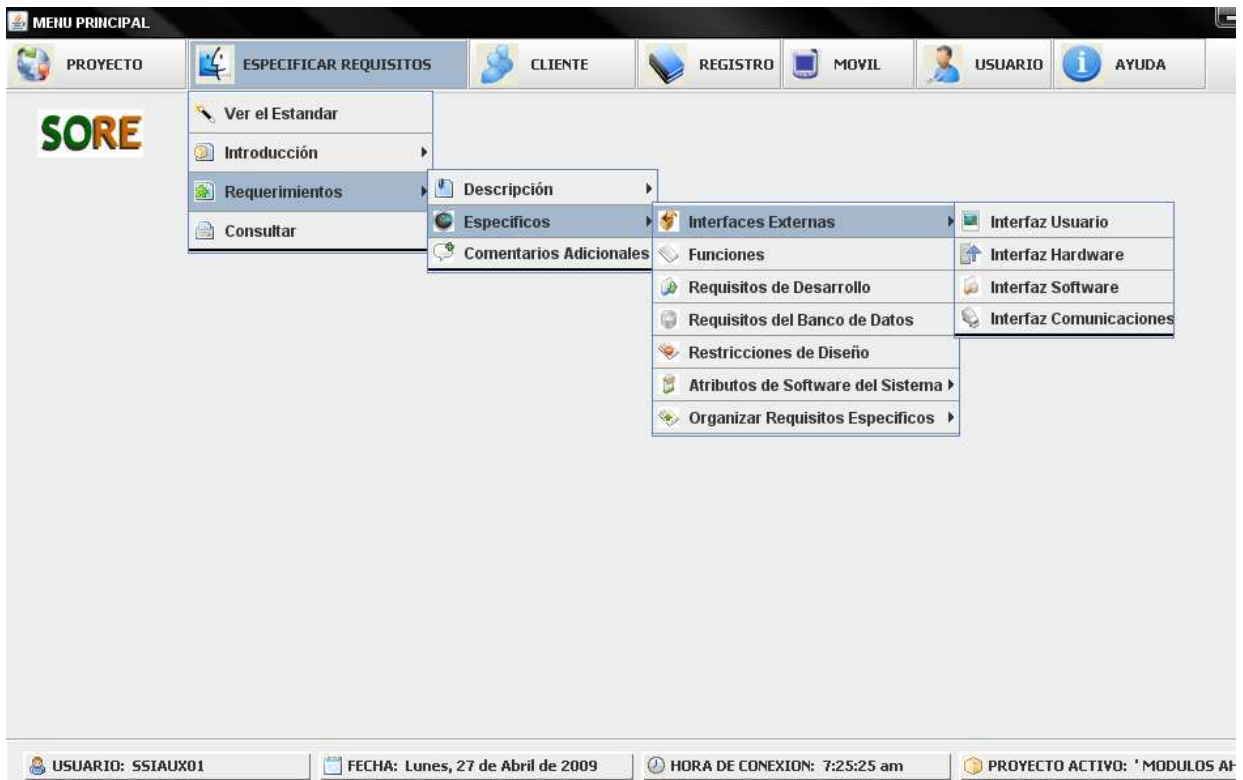 MENU PRINCIPAL
PROYECTO ESPECIFICAR REQUISITOS CLIENTE REGISTRO MOVIL USUARIO AYUDA
SORE
Ver el Estandar
Introducción
Requerimientos
Consultar
Descripción
Especificos
Comentarios Adicionales
Interfaces Externas
Funciones
Requisitos de Desarrollo
Requisitos del Banco de Datos
Restricciones de Diseño
Atributos de Software del Sistema
Organizar Requisitos Especificos
Interfaz Usuario
Interfaz Hardware
Interfaz Software
Interfaz Comunicaciones
USUARIO: SSIAUX01 FECHA: Lunes, 27 de Abril de 2009 HORA DE CONEXION: 7:25:25 am PROYECTO ACTIVO: 'MODULOS